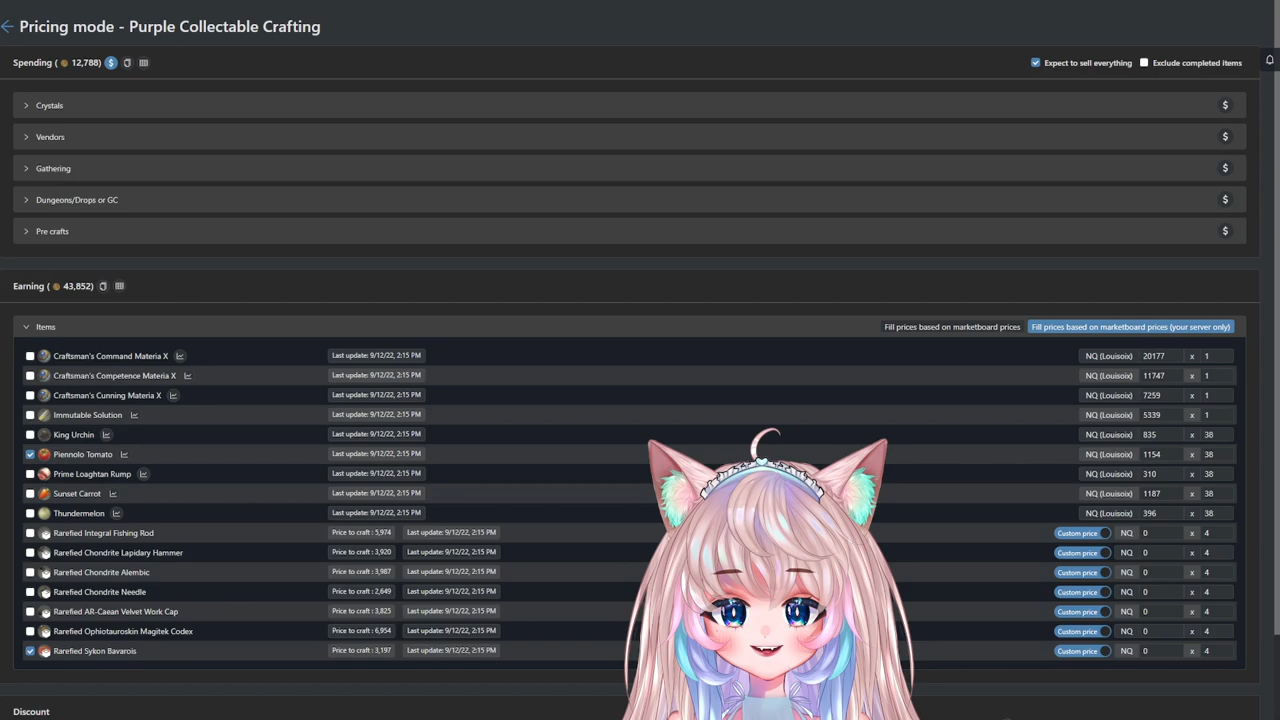 Pricing mode - Purple Collectable Crafting
Spending ( 12,788) $ Expect to sell everything Exclude completed items
Crystals $
Vendors $
Gathering $
Dungeons/Drops or GC $
Pre crafts $
Earning ( 43,852)
Items Fill prices based on marketboard prices Fill prices based on marketboard prices (your server only)
Craftsman's Command Materia X Last update: 9/12/22, 2:15 PM NQ (Louisoix) 20177 x 1
Craftsman's Competence Materia X Last update: 9/12/22, 2:15 PM NQ (Louisoix) 11747 x 1
Craftsman's Cunning Materia X Last update: 9/12/22, 2:15 PM NQ (Louisoix) 7259 x 1
Immutable Solution Last update: 9/12/22, 2:15 PM NQ (Louisoix) 5339 x 1
King Urchin Last update: 9/12/22, 2:15 PM NQ (Louisoix) 835 x 38
Piennolo Tomato Last update: 9/12/22, 2:15 PM NQ (Louisoix) 1154 x 38
Prime Loaghtan Rump Last update: 9/12/22, 2:15 PM NQ (Louisoix) 310 x 38
Sunset Carrot Last update: 9/12/22, 2:15 PM NQ (Louisoix) 1187 x 38
Thundermelon Last update: 9/12/22, 2:15 PM NQ (Louisoix) 396 x 38
Rarefied Integral Fishing Rod Price to craft : 5,974 Last update: 9/12/22, 2:15 PM Custom price NQ 0 x 4
Rarefied Chondrite Lapidary Hammer Price to craft : 3,920 Last update: 9/12/22, 2:15 PM Custom price NQ 0 x 4
Rarefied Chondrite Alembic Price to craft : 3,987 Last update: 9/12/22, 2:15 PM Custom price NQ 0 x 4
Rarefied Chondrite Needle Price to craft : 2,649 Last update: 9/12/22, 2:15 PM Custom price NQ 0 x 4
Rarefied AR-Caean Velvet Work Cap Price to craft : 3,825 Last update: 9/12/22, 2:15 PM Custom price NQ 0 x 4
Rarefied Ophiotauroskin Magitek Codex Price to craft : 6,954 Last update: 9/12/22, 2:15 PM Custom price NQ 0 x 4
Rarefied Sykon Bavarois Price to craft : 3,197 Last update: 9/12/22, 2:15 PM Custom price NQ 0 x 4
Discount